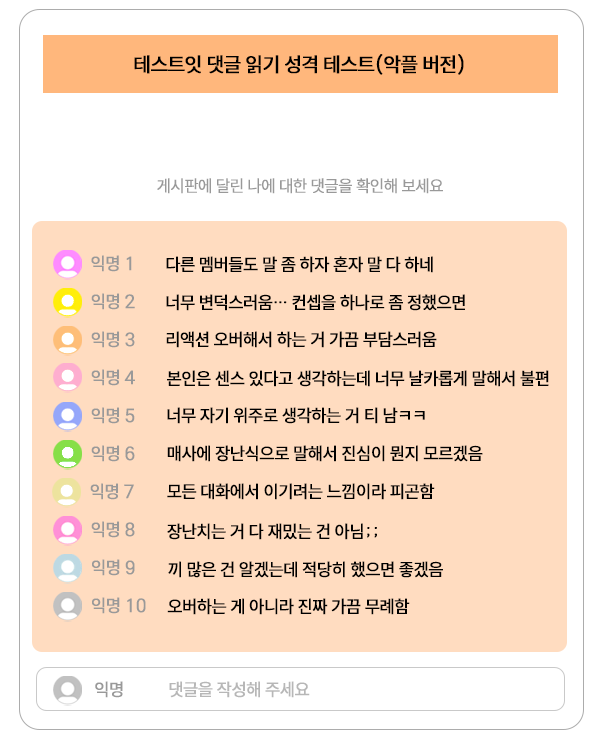 테스트잇 댓글 읽기 성격 테스트(악플 버전)
게시판에 달린 나에 대한 댓글을 확인해 보세요
익명 1 다른 멤버들도 말 좀 하자 혼자 말 다 하네
익명 2 너무 변덕스러움… 컨셉을 하나로 좀 정했으면
익명 3 리액션 오버해서 하는 거 가끔 부담스러움
익명 4 본인은 센스 있다고 생각하는데 너무 날카롭게 말해서 불편
익명 5 너무 자기 위주로 생각하는 거 티 남ㅋㅋ
익명 6 매사에 장난식으로 말해서 진심이 뭔지 모르겠음
익명 7 모든 대화에서 이기려는 느낌이라 피곤함
익명 8 장난치는 거 다 재밌는 건 아님;;
익명 9 끼 많은 건 알겠는데 적당히 했으면 좋겠음
익명 10 오버하는 게 아니라 진짜 가끔 무례함
익명 댓글을 작성해 주세요